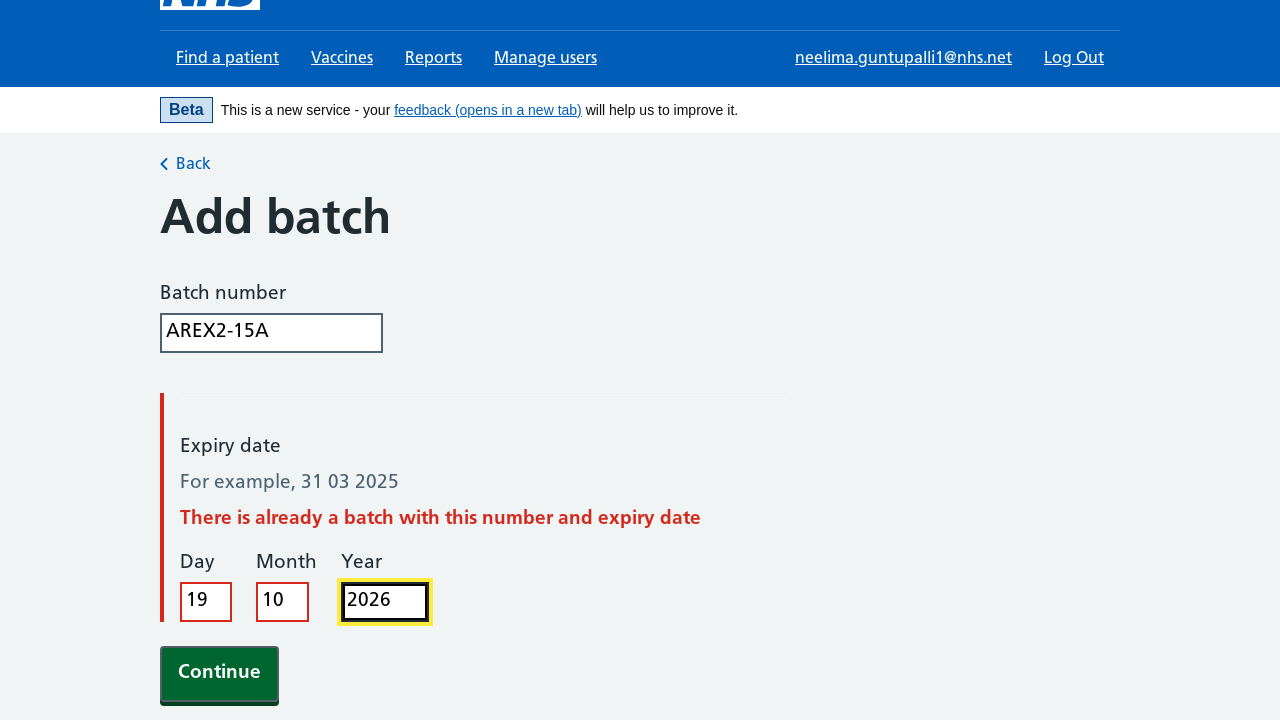 NHS
Find a patient Vaccines Reports Manage users neelima.guntupalli1@nhs.net Log Out
Beta This is a new service - your feedback (opens in a new tab) will help us to improve it.
Back
Add batch
Batch number
AREX2-15A
Expiry date
For example, 31 03 2025
There is already a batch with this number and expiry date
Day Month Year
19 10 2026
Continue